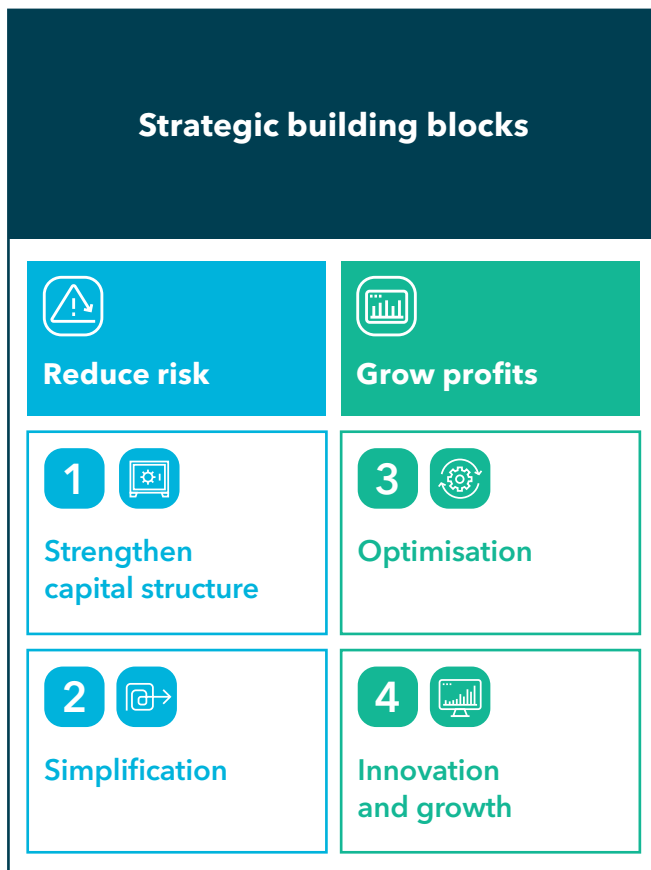 Strategic building blocks
Reduce risk
Grow profits
1
Strengthen
capital structure
3
Optimisation
2
Simplification
4
Innovation
and growth